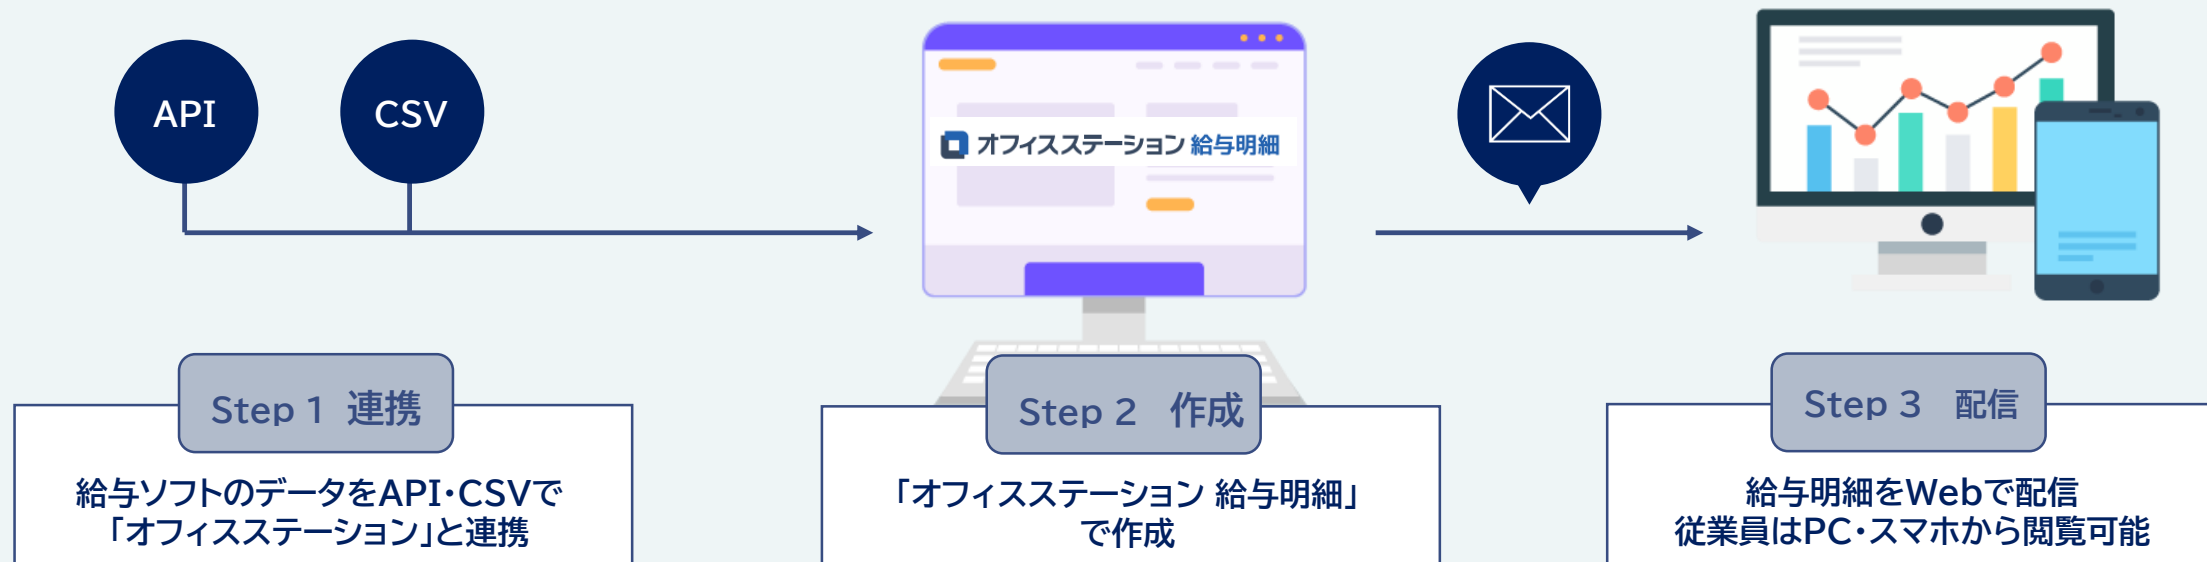 API
CSV
オフィスステーション 給与明細
Step 1 連携
給与ソフトのデータをAPI・CSVで
「オフィスステーション」と連携
Step 2 作成
「オフィスステーション 給与明細」
で作成
Step 3 配信
給与明細をWebで配信
従業員はPC・スマホから閲覧可能